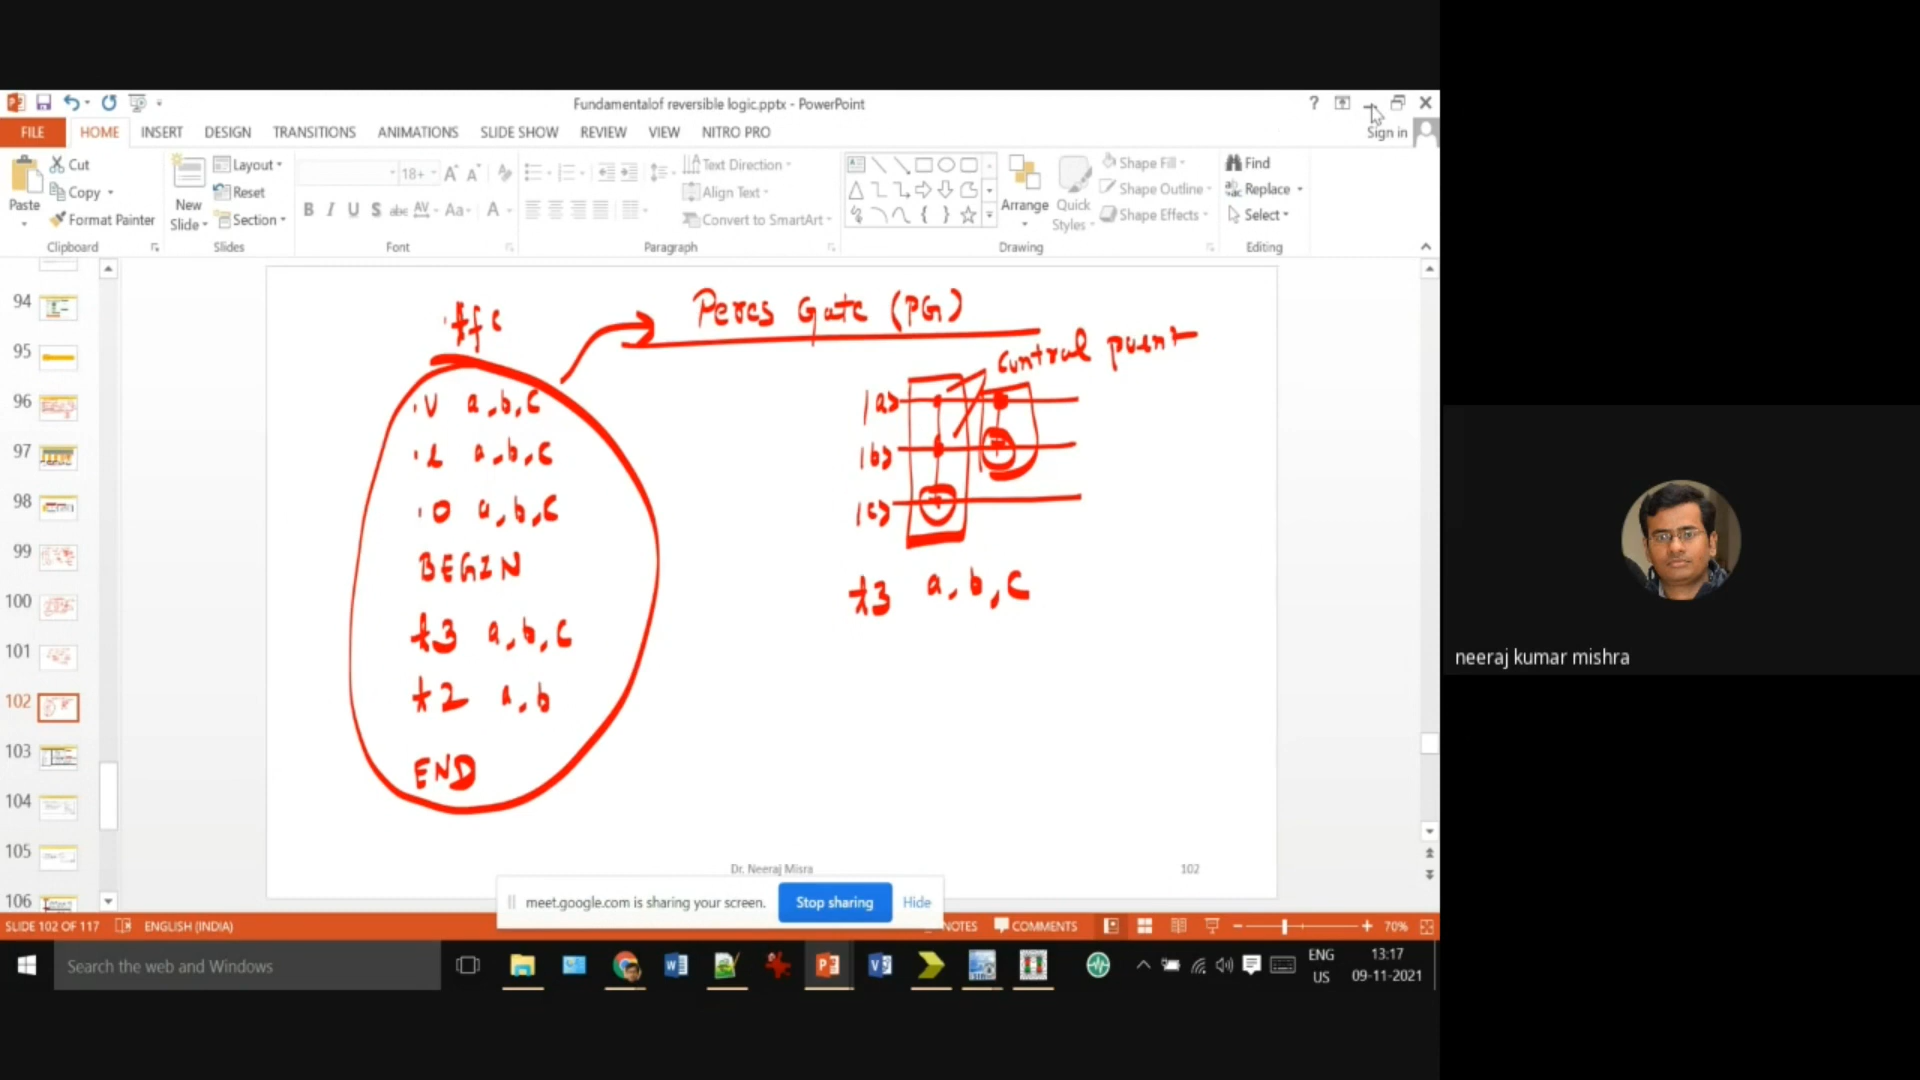 Fundamentalof reversible logic.pptx - PowerPoint
?
FILE HOME INSERT DESIGN TRANSITIONS ANIMATIONS SLIDE SHOW REVIEW VIEW NITRO PRO
Sign in
Paste
Cut
Copy
Format Painter
Clipboard
New Slide
Layout
Reset
Section
Slides
18+
B I U S abc AV Aa A
Font
Text Direction
Align Text
Convert to SmartArt
Paragraph
Arrange
Quick Styles
Shape Fill
Shape Outline
Shape Effects
Drawing
Find
Replace
Select
Editing
94
95
96
97
98
99
100
101
102
103
104
105
106
.tfc
Peres Gate (PG)
control point
.v a,b,c
.i a,b,c
.o a,b,c
BEGIN
t3 a,b,c
t2 a,b
END
|a>
|b>
|c>
t3 a,b,c
Dr. Neeraj Misra
102
meet.google.com is sharing your screen.
Stop sharing
Hide
SLIDE 102 OF 117
ENGLISH (INDIA)
NOTES
COMMENTS
70%
Search the web and Windows
ENG
US
13:17
09-11-2021
neeraj kumar mishra